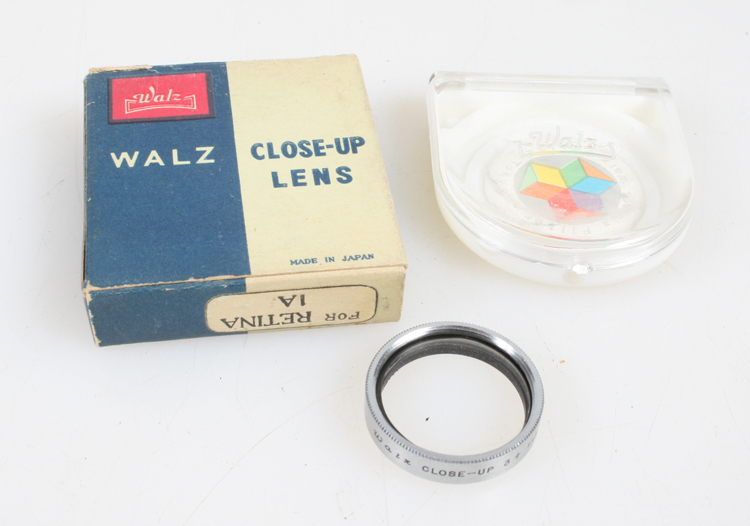 Walz
WALZ
CLOSE-UP
LENS
MADE IN JAPAN
FOR RETINA
IA
Walz
Walz CLOSE-UP